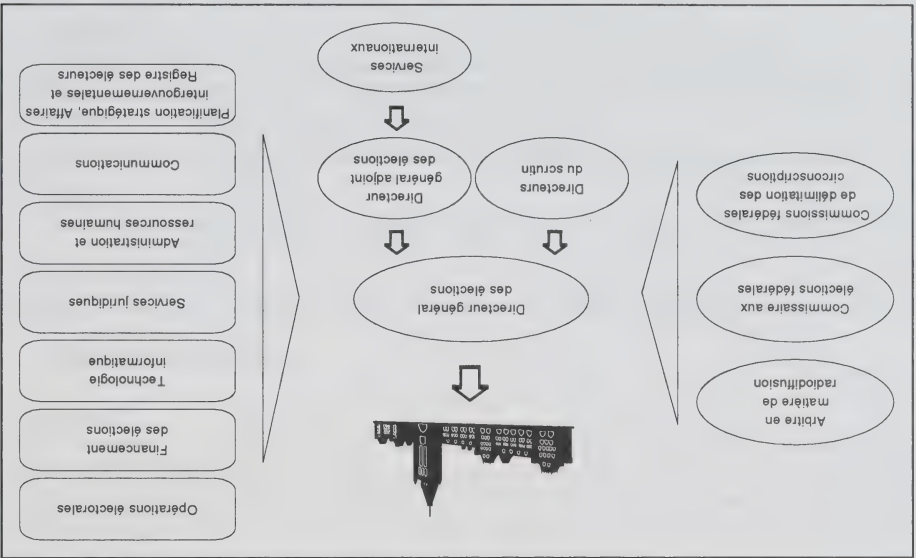 Arbitre en
matière de
radiodiffusion
Commissaire aux
élections fédérales
Commissions fédérales
de délimitation des
circonscriptions
Directeur général
des élections
Directeurs
du scrutin
Directeur
général adjoint
des élections
Services
internationaux
Opérations électorales
Financement
des élections
Technologie
informatique
Services juridiques
Administration et
ressources humaines
Communications
Planification stratégique, Affaires
intergouvernementales et
Registre des électeurs